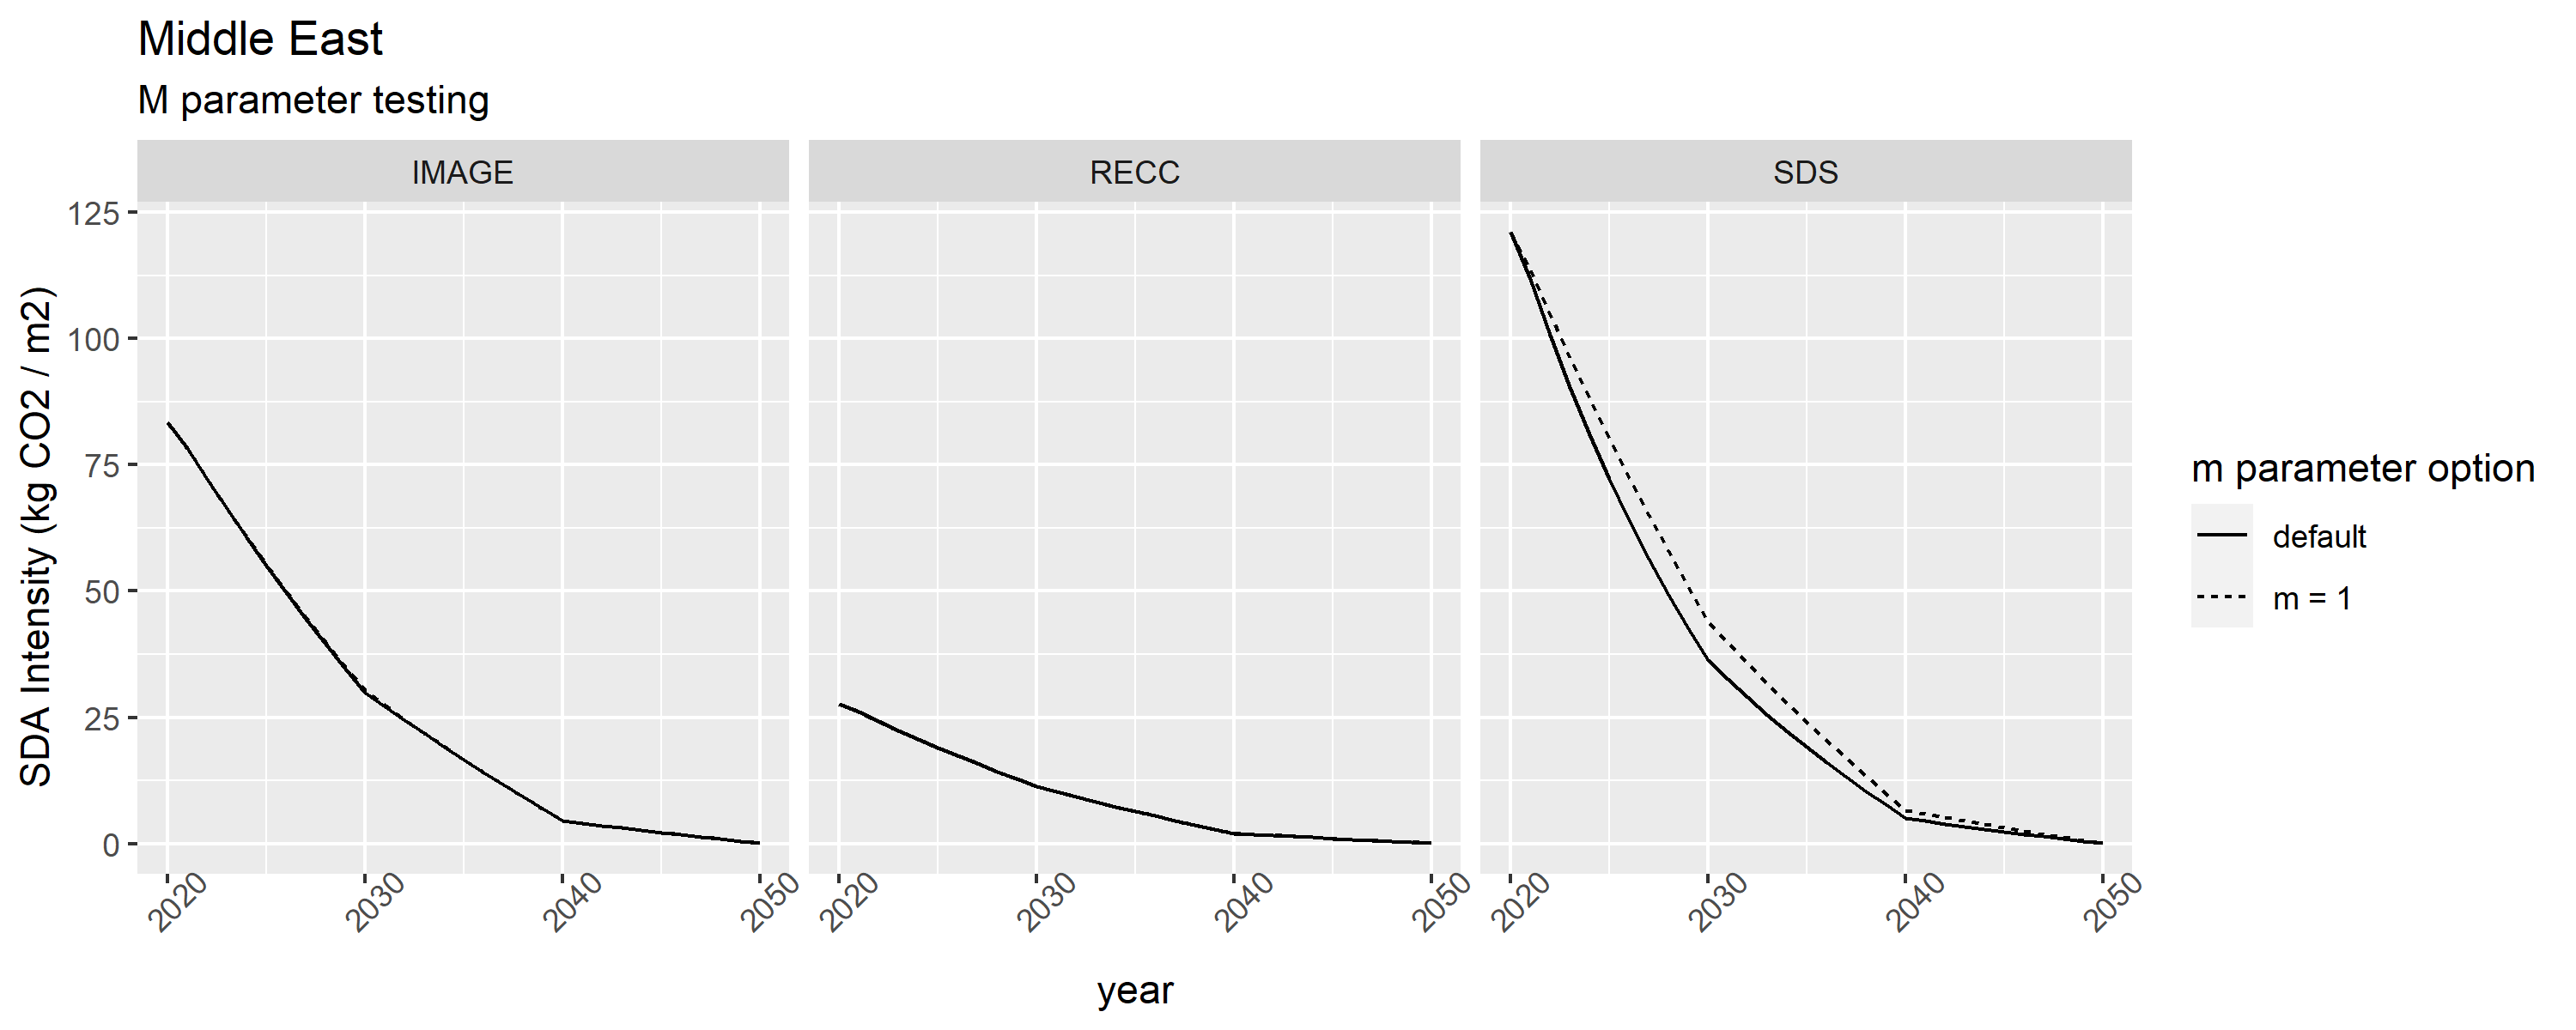 Middle East
M parameter testing
IMAGE
RECC
SDS
SDA Intensity (kg CO2 / m2)
125
100
75
50
25
0
2020 2030 2040 2050
2020 2030 2040 2050
2020 2030 2040 2050
year
m parameter option
default
m = 1